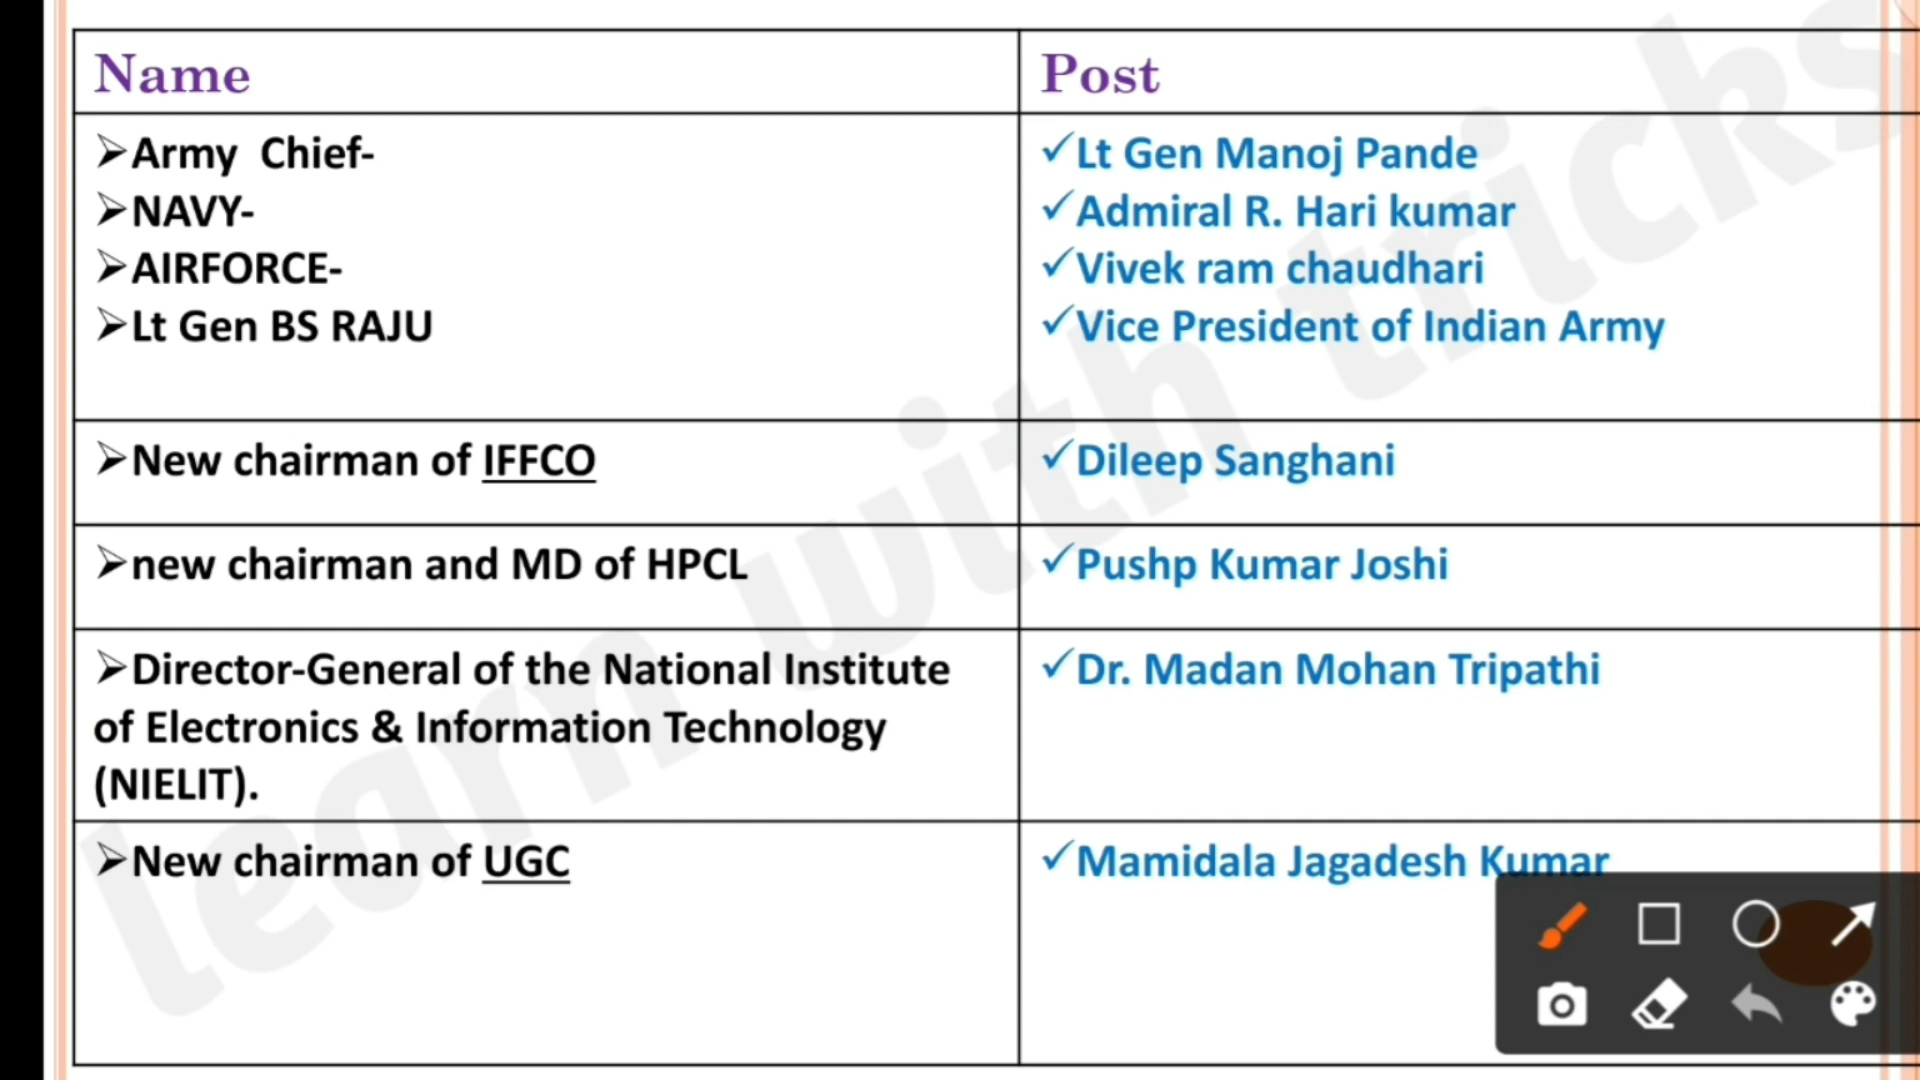 Name
Post
➢Army Chief-
✓Lt Gen Manoj Pande
➢NAVY-
✓Admiral R. Hari kumar
➢AIRFORCE-
✓Vivek ram chaudhari
➢Lt Gen BS RAJU
✓Vice President of Indian Army
➢New chairman of IFFCO
✓Dileep Sanghani
➢new chairman and MD of HPCL
✓Pushp Kumar Joshi
➢Director-General of the National Institute
of Electronics & Information Technology
(NIELIT).
✓Dr. Madan Mohan Tripathi
➢New chairman of UGC
✓Mamidala Jagadesh Kumar
learn with tricks